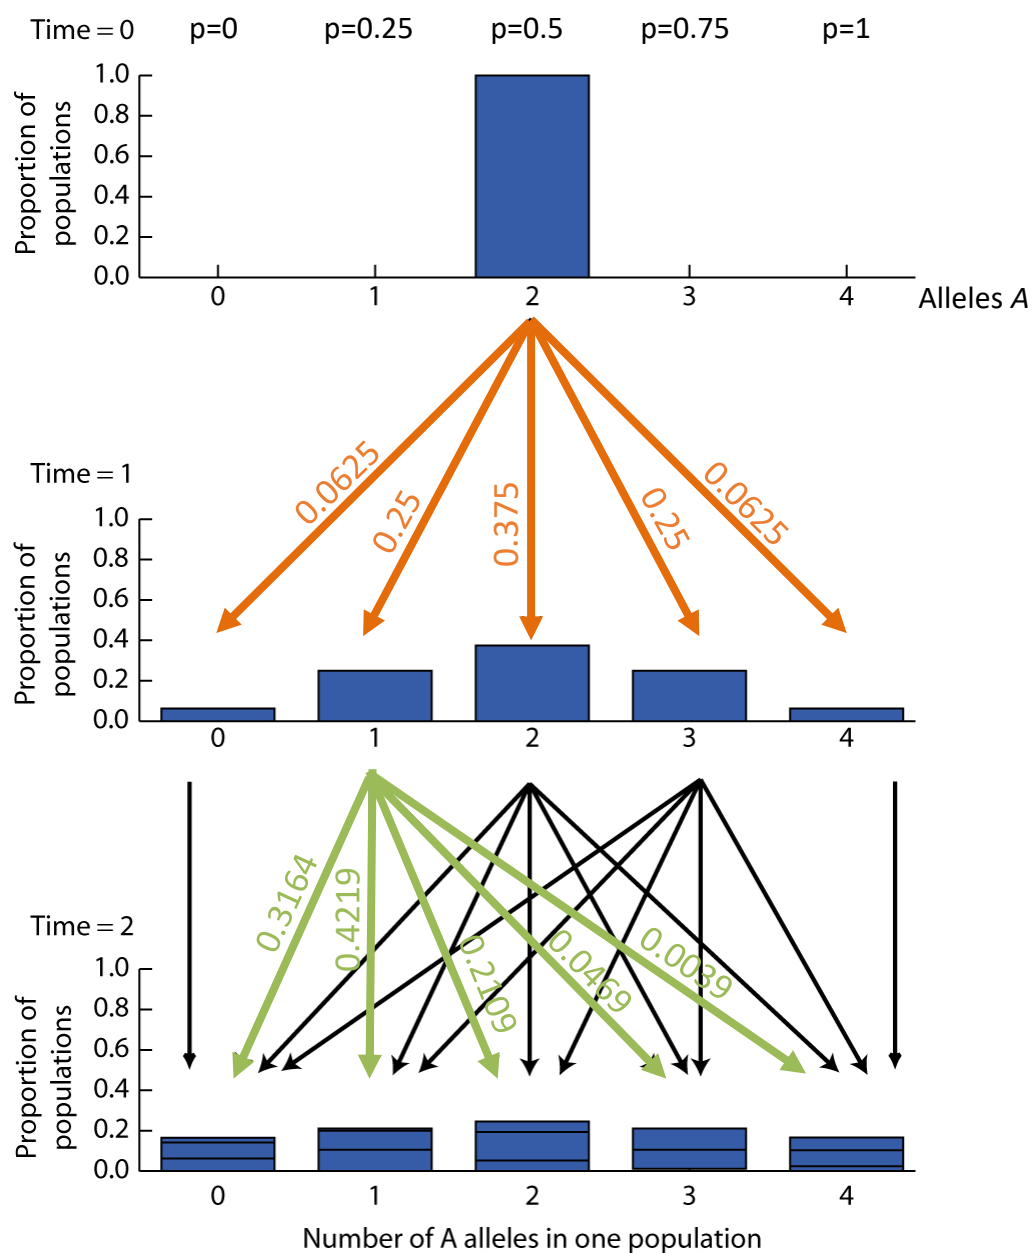 Time = 0 p=0 p=0.25 p=0.5 p=0.75 p=1
Proportion of
populations
1.0
0.8
0.6
0.4
0.2
0.0
0 1 2 3 4 Alleles A
Time = 1
0.0625 0.25 0.375 0.25 0.0625
Proportion of
populations
1.0
0.8
0.6
0.4
0.2
0.0
0 1 2 3 4
0.3164 0.4219 0.2109 0.0469 0.0039
Time = 2
Proportion of
populations
1.0
0.8
0.6
0.4
0.2
0.0
0 1 2 3 4
Number of A alleles in one population